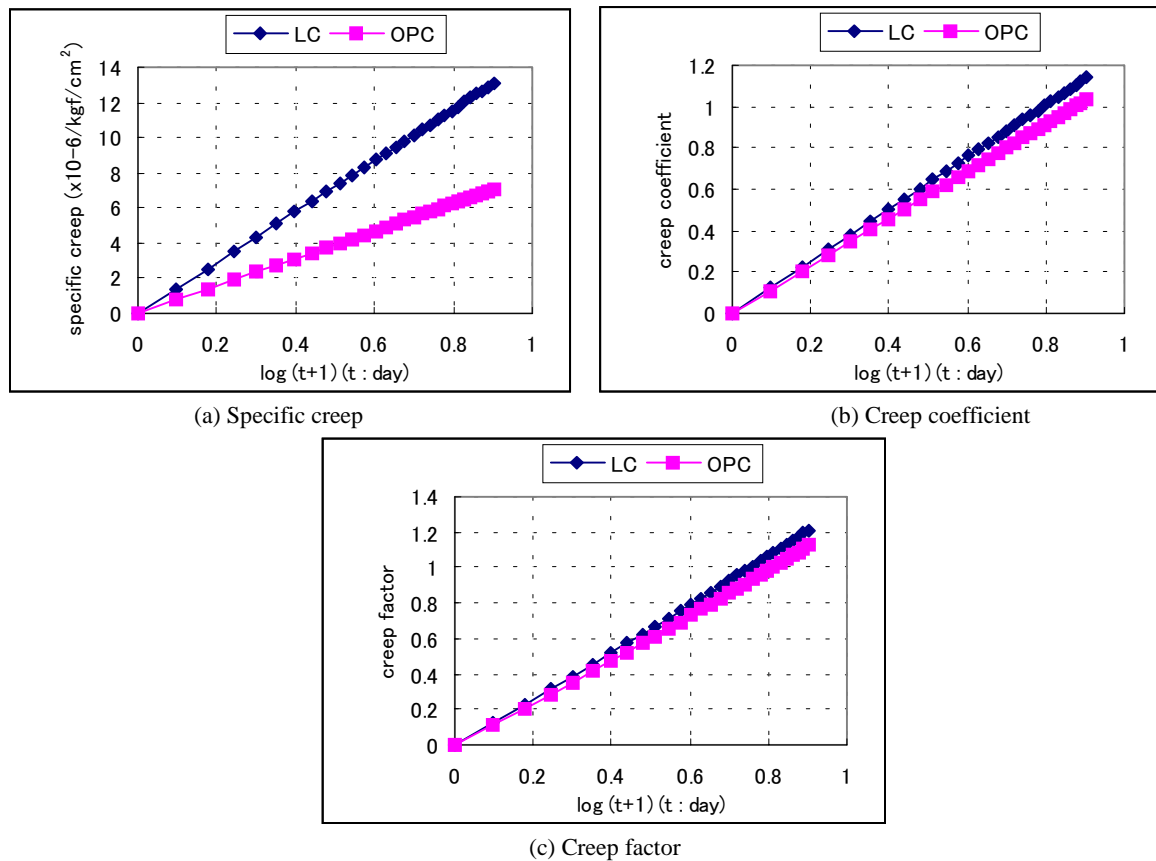 LC OPC
14
12
10
8
6
4
2
0
specific creep (x10-6/kgf/cm²)
0 0.2 0.4 0.6 0.8 1
log(t+1)(t : day)
(a) Specific creep
LC OPC
1.2
1
0.8
0.6
0.4
0.2
0
creep coefficient
0 0.2 0.4 0.6 0.8 1
log(t+1)(t : day)
(b) Creep coefficient
LC OPC
1.4
1.2
1
0.8
0.6
0.4
0.2
0
creep factor
0 0.2 0.4 0.6 0.8 1
log(t+1)(t : day)
(c) Creep factor